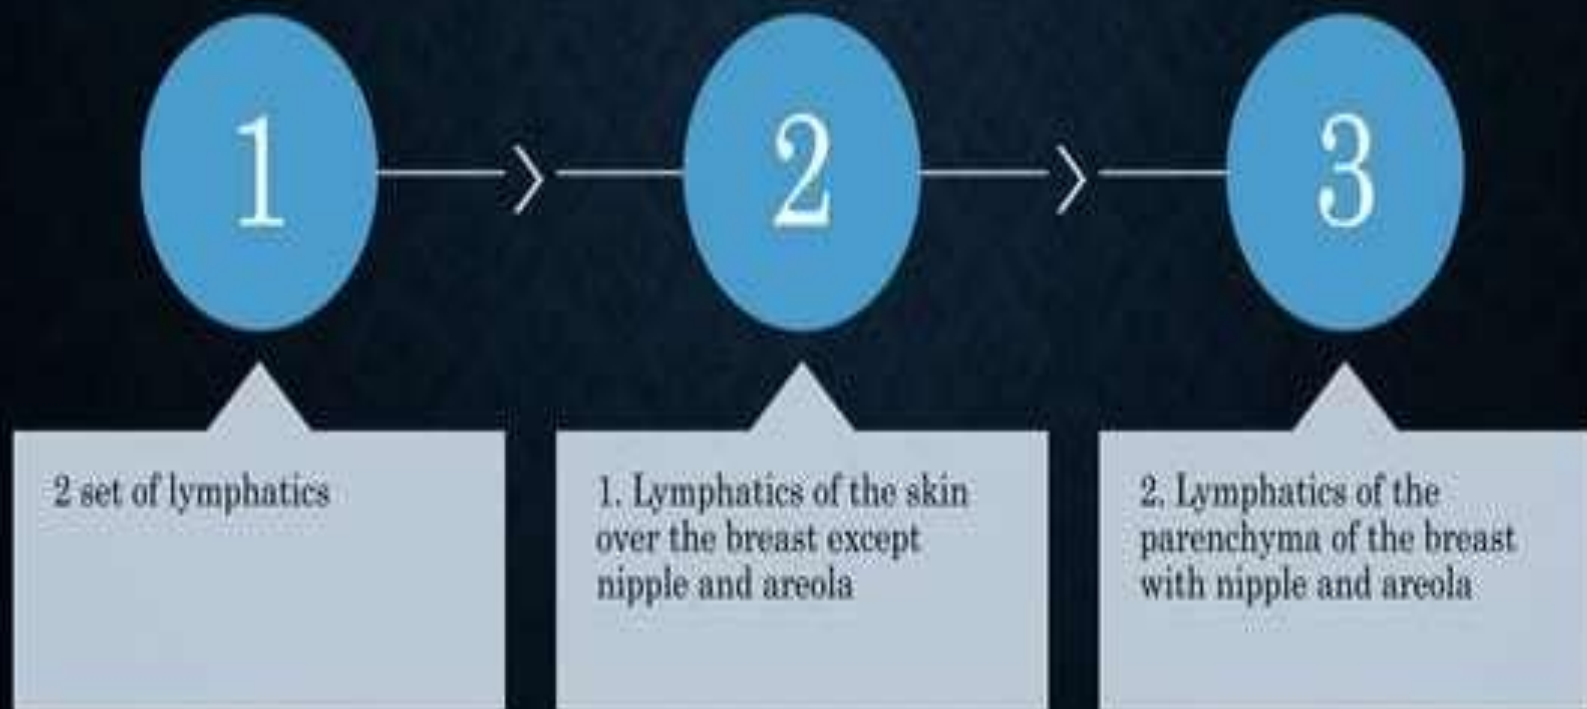 1
2
3
2 set of lymphatics
1. Lymphatics of the skin
over the breast except
nipple and areola
2. Lymphatics of the
parenchyma of the breast
with nipple and areola